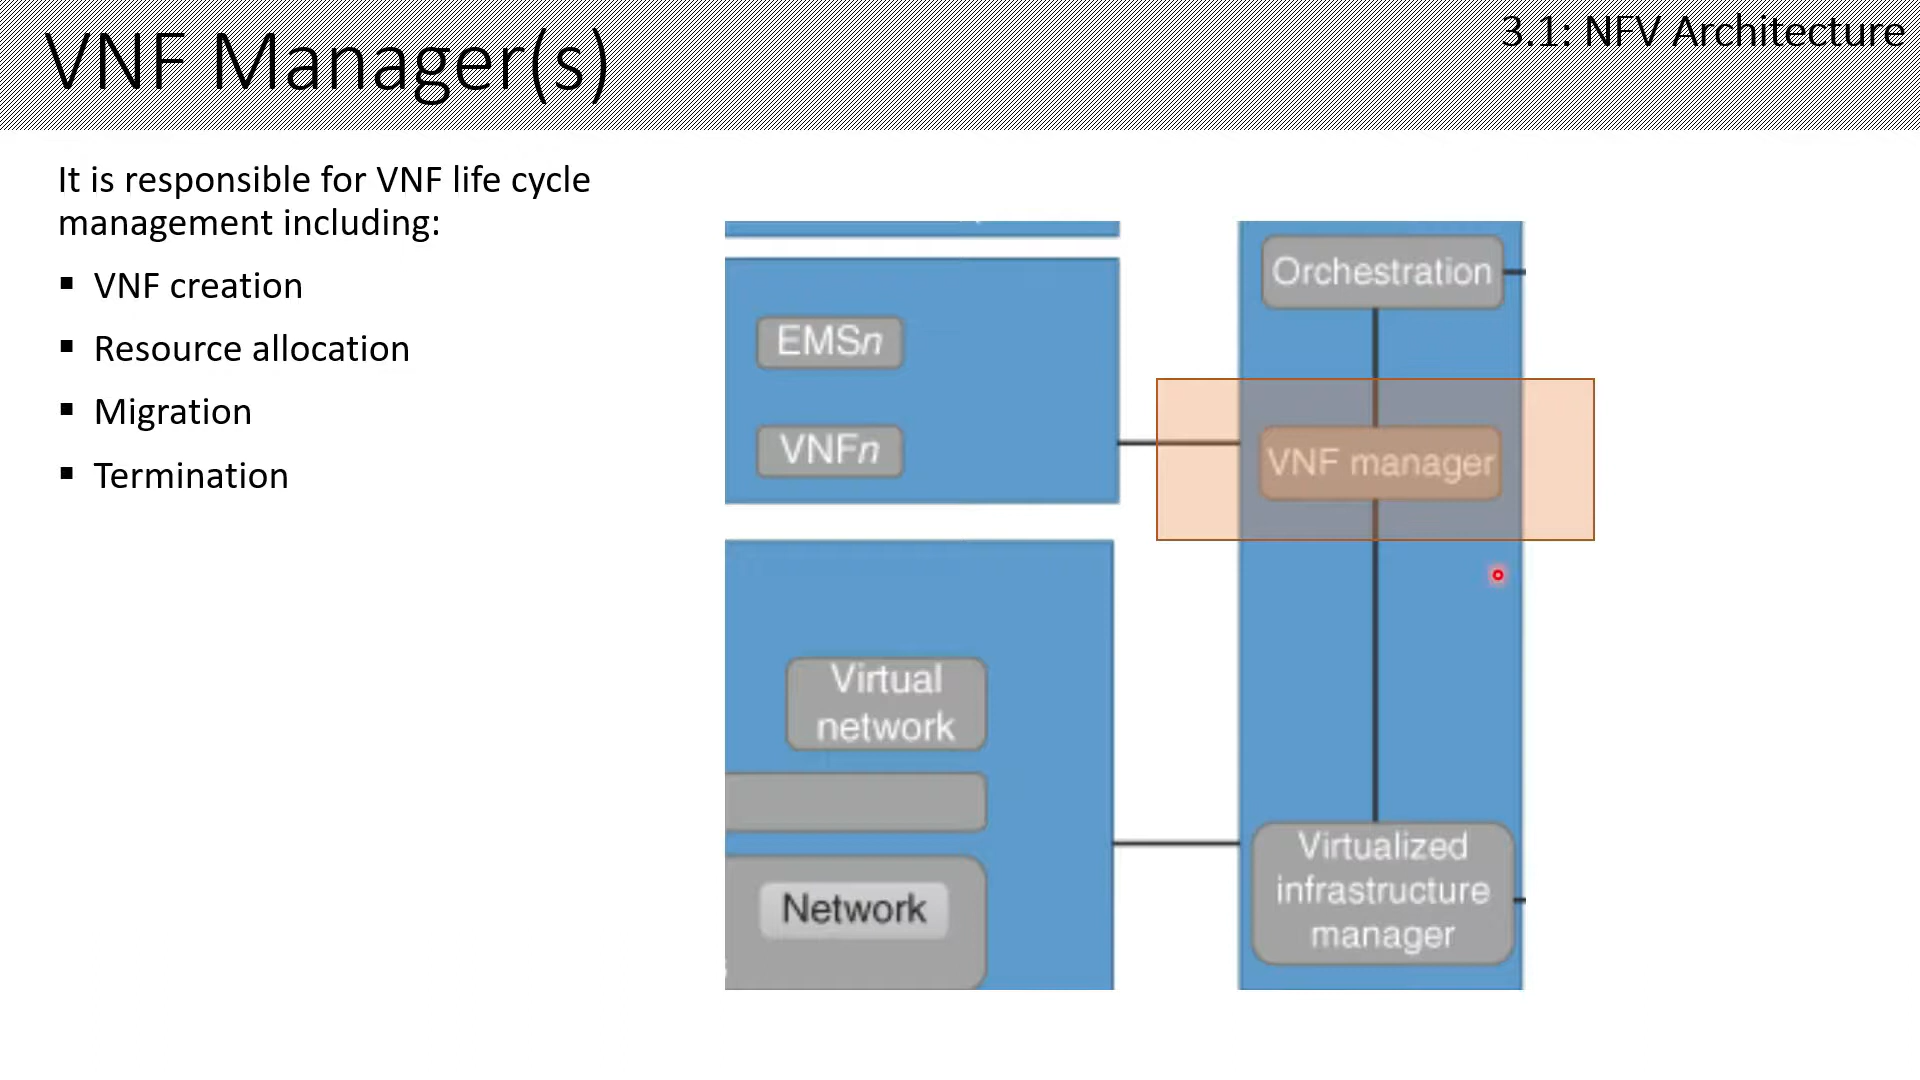 VNF Manager(s)
3.1: NFV Architecture
It is responsible for VNF life cycle
management including:
▪ VNF creation
▪ Resource allocation
▪ Migration
▪ Termination
Orchestration
EMSn
VNFn
VNF manager
Virtual
network
Network
Virtualized
infrastructure
manager